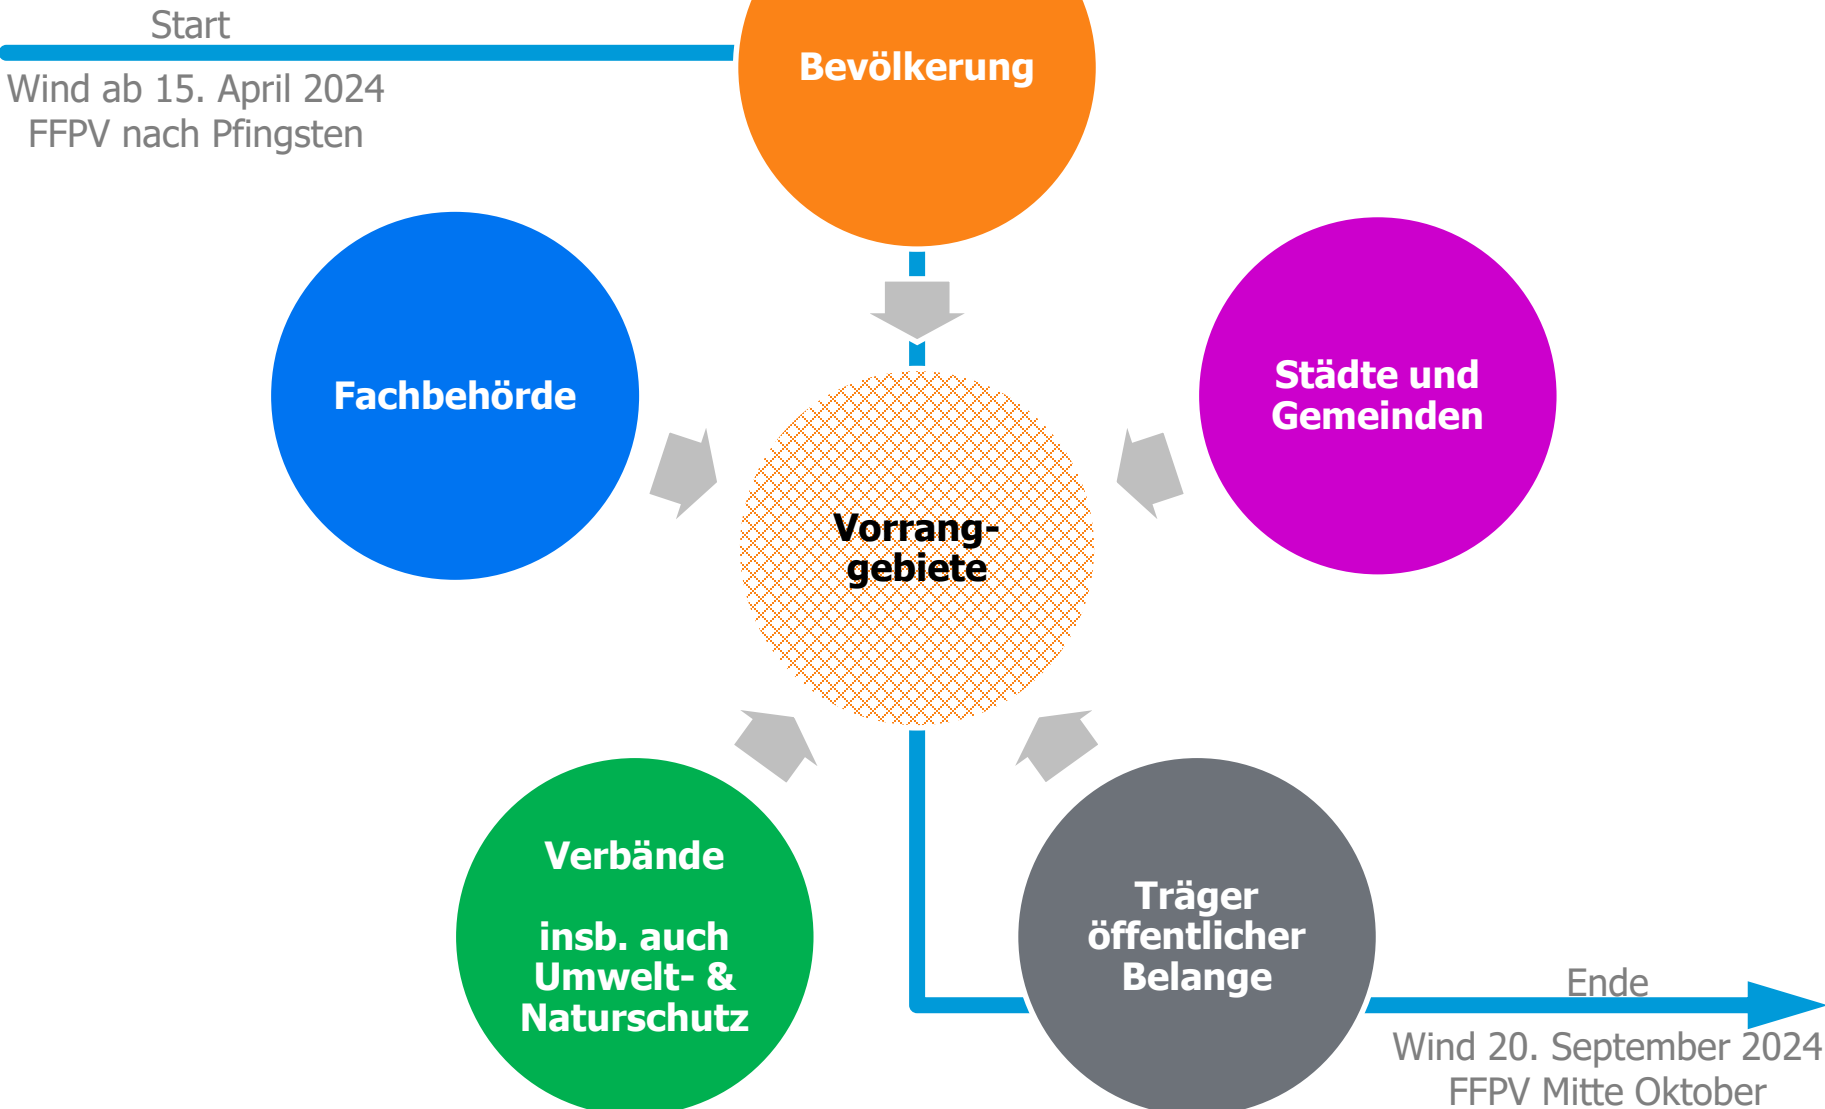 Start
Wind ab 15. April 2024
FFPV nach Pfingsten
Bevölkerung
Fachbehörde
Städte und
Gemeinden
Vorrang-
gebiete
Verbände
insb. auch
Umwelt- &
Naturschutz
Träger
öffentlicher
Belange
Ende
Wind 20. September 2024
FFPV Mitte Oktober